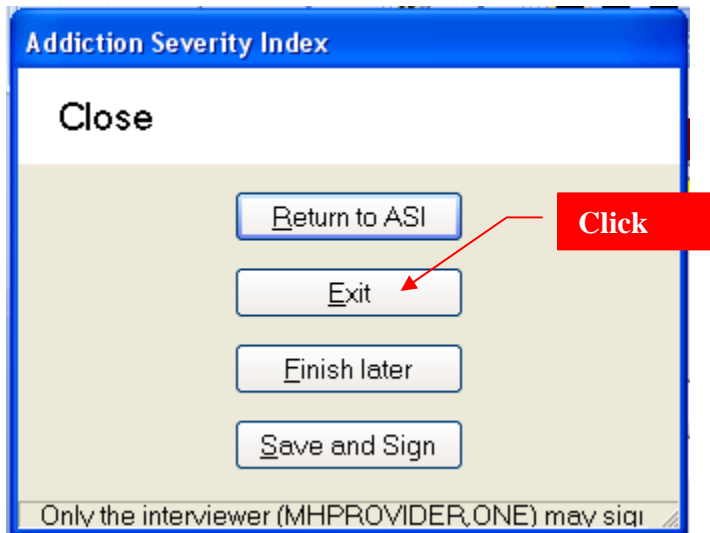 Addiction Severity Index
Close
Return to ASI
Click
Exit
Finish later
Save and Sign
Only the interviewer (MHPROVIDER,ONE) may